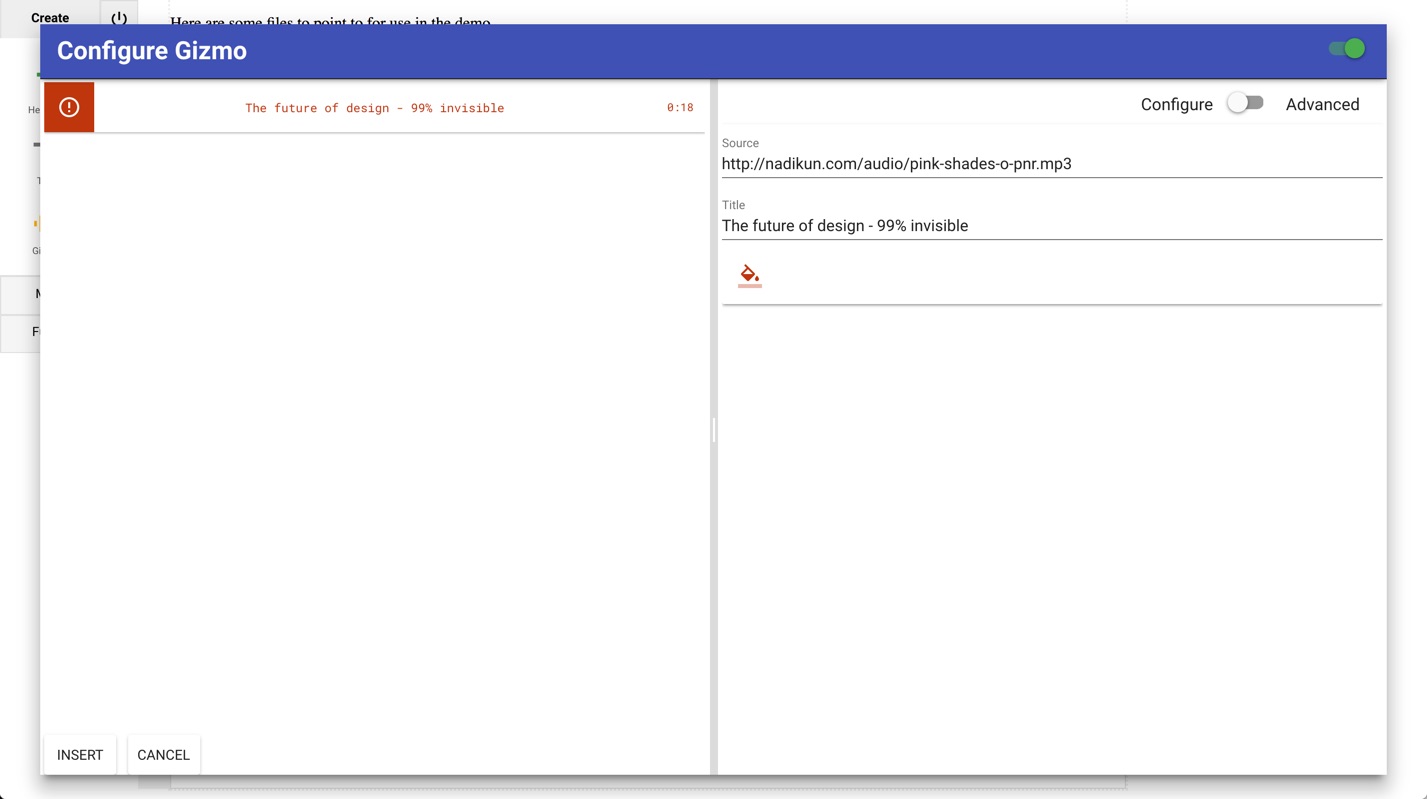 Create
Here are some files to point to for use in the demo
Configure Gizmo
The future of design - 99% invisible
0:18
Configure
Advanced
Source
http://nadikun.com/audio/pink-shades-o-pnr.mp3
Title
The future of design - 99% invisible
INSERT
CANCEL